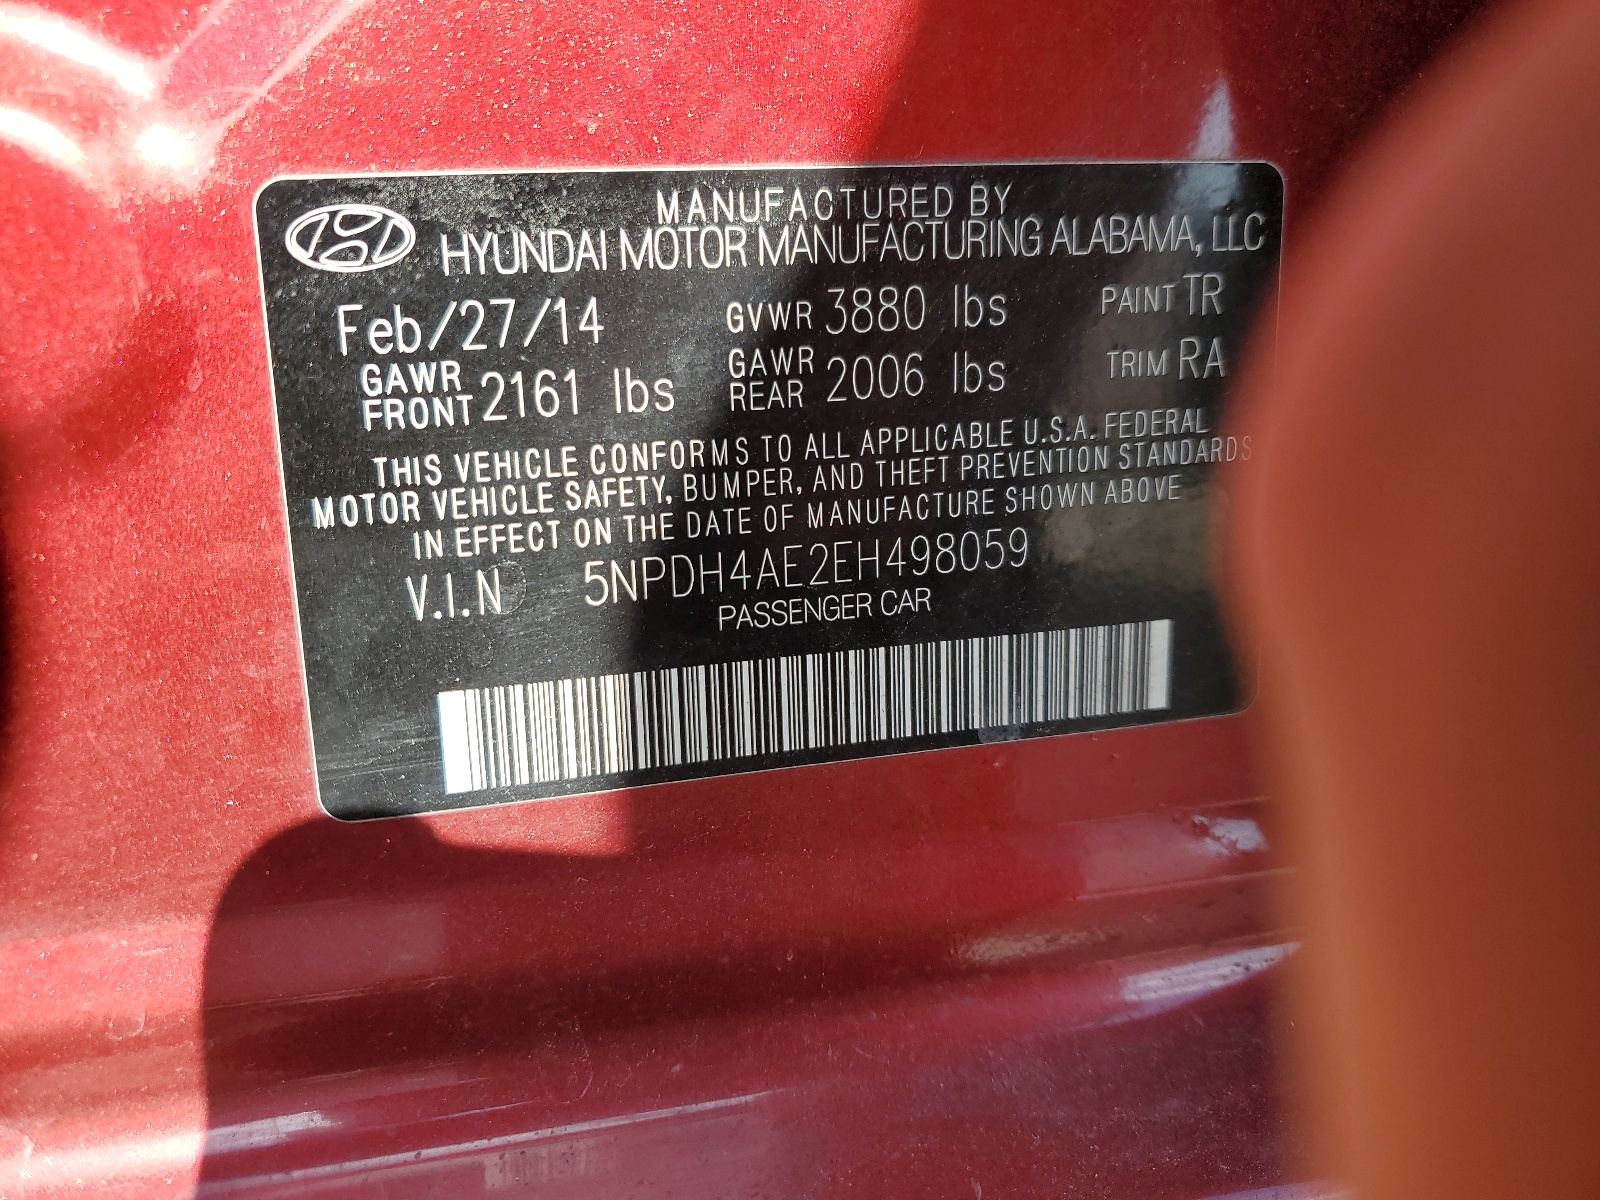 MANUFACTURED BY
HYUNDAI MOTOR MANUFACTURING ALABAMA, LLC
Feb/27/14 GVWR 3880 lbs PAINT TR
GAWR FRONT 2161 lbs GAWR REAR 2006 lbs TRIM RA
THIS VEHICLE CONFORMS TO ALL APPLICABLE U.S.A. FEDERAL
MOTOR VEHICLE SAFETY, BUMPER, AND THEFT PREVENTION STANDARDS
IN EFFECT ON THE DATE OF MANUFACTURE SHOWN ABOVE
V.I.N 5NPDH4AE2EH498059
PASSENGER CAR